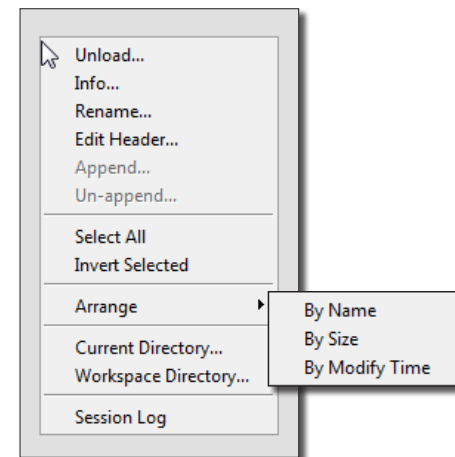 Unload...
Info...
Rename...
Edit Header...
Append...
Un-append...
Select All
Invert Selected
Arrange
By Name
By Size
By Modify Time
Current Directory...
Workspace Directory...
Session Log